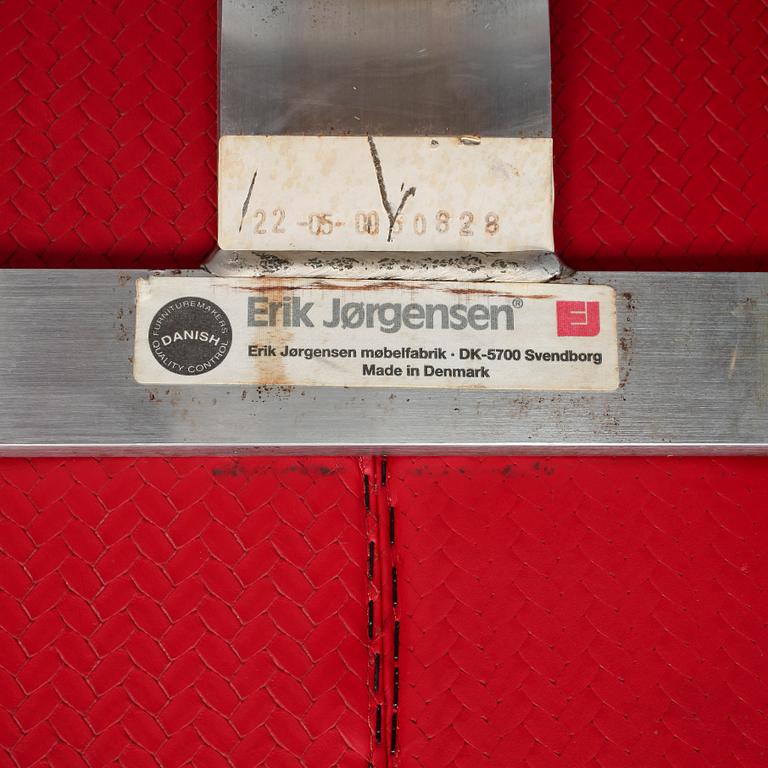 22-05-00 60828
Erik Jørgensen®
EJ
FURNITUREMAKERS
DANISH
QUALITY CONTROL
Erik Jørgensen møbelfabrik · DK-5700 Svendborg
Made in Denmark